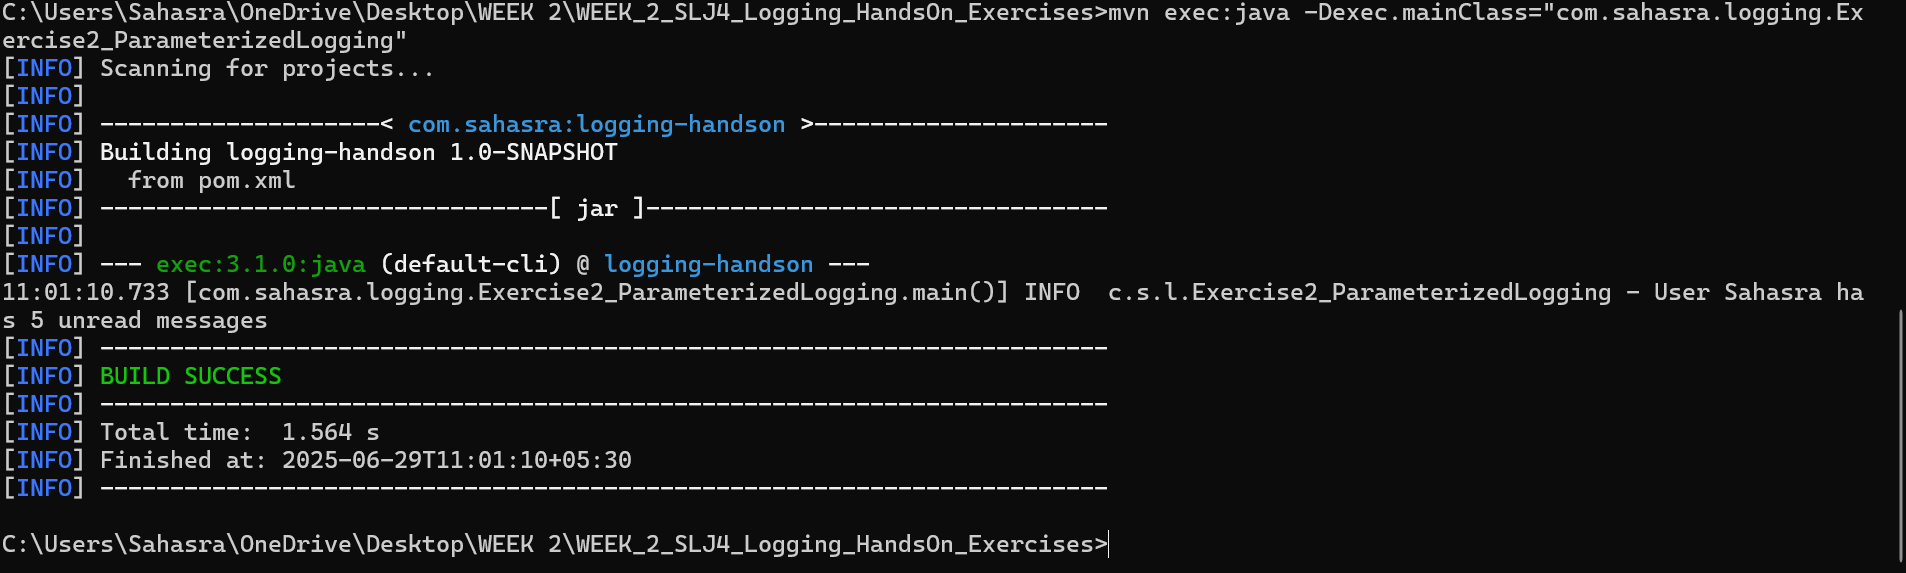 C:\Users\Sahasra\OneDrive\Desktop\WEEK 2\WEEK_2_SLJ4_Logging_HandsOn_Exercises>mvn exec:java -Dexec.mainClass="com.sahasra.logging.Ex
ercise2_ParameterizedLogging"
[INFO] Scanning for projects...
[INFO]
[INFO] --------------------< com.sahasra:logging-handson >---------------------
[INFO] Building logging-handson 1.0-SNAPSHOT
[INFO]   from pom.xml
[INFO] --------------------------------[ jar ]---------------------------------
[INFO]
[INFO] --- exec:3.1.0:java (default-cli) @ logging-handson ---
11:01:10.733 [com.sahasra.logging.Exercise2_ParameterizedLogging.main()] INFO  c.s.l.Exercise2_ParameterizedLogging - User Sahasra ha
s 5 unread messages
[INFO] ------------------------------------------------------------------------
[INFO] BUILD SUCCESS
[INFO] ------------------------------------------------------------------------
[INFO] Total time:  1.564 s
[INFO] Finished at: 2025-06-29T11:01:10+05:30
[INFO] ------------------------------------------------------------------------
C:\Users\Sahasra\OneDrive\Desktop\WEEK 2\WEEK_2_SLJ4_Logging_HandsOn_Exercises>